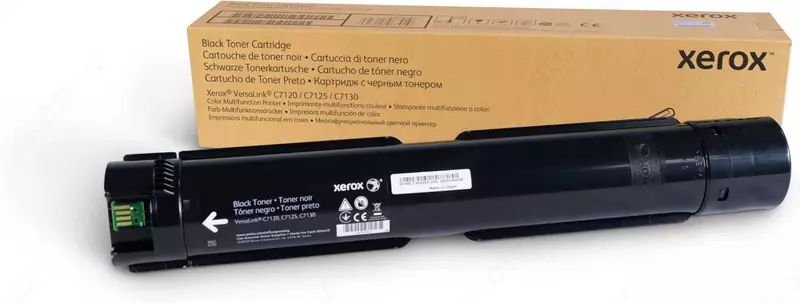 Black Toner Cartridge
Cartouche de toner noir • Cartuccia di toner nero
Schwarze Tonerkartusche • Cartucho de tóner negro
Cartucho de Toner Preto • Картридж с черным тонером
Xerox® VersaLink® C7120 / C7125 / C7130
Color Multifunction Printer • Imprimante multifonctions couleur • Stampante multifunzione a colori
Farb-Multifunktionsdrucker • Impresora multifunción de color
Impressora multifuncional em cores • Многофункциональный цветной принтер
xerox™
xerox
Black Toner • Toner noir
Tóner negro • Toner preto
VersaLink® C7120, C7125, C7130
xerox